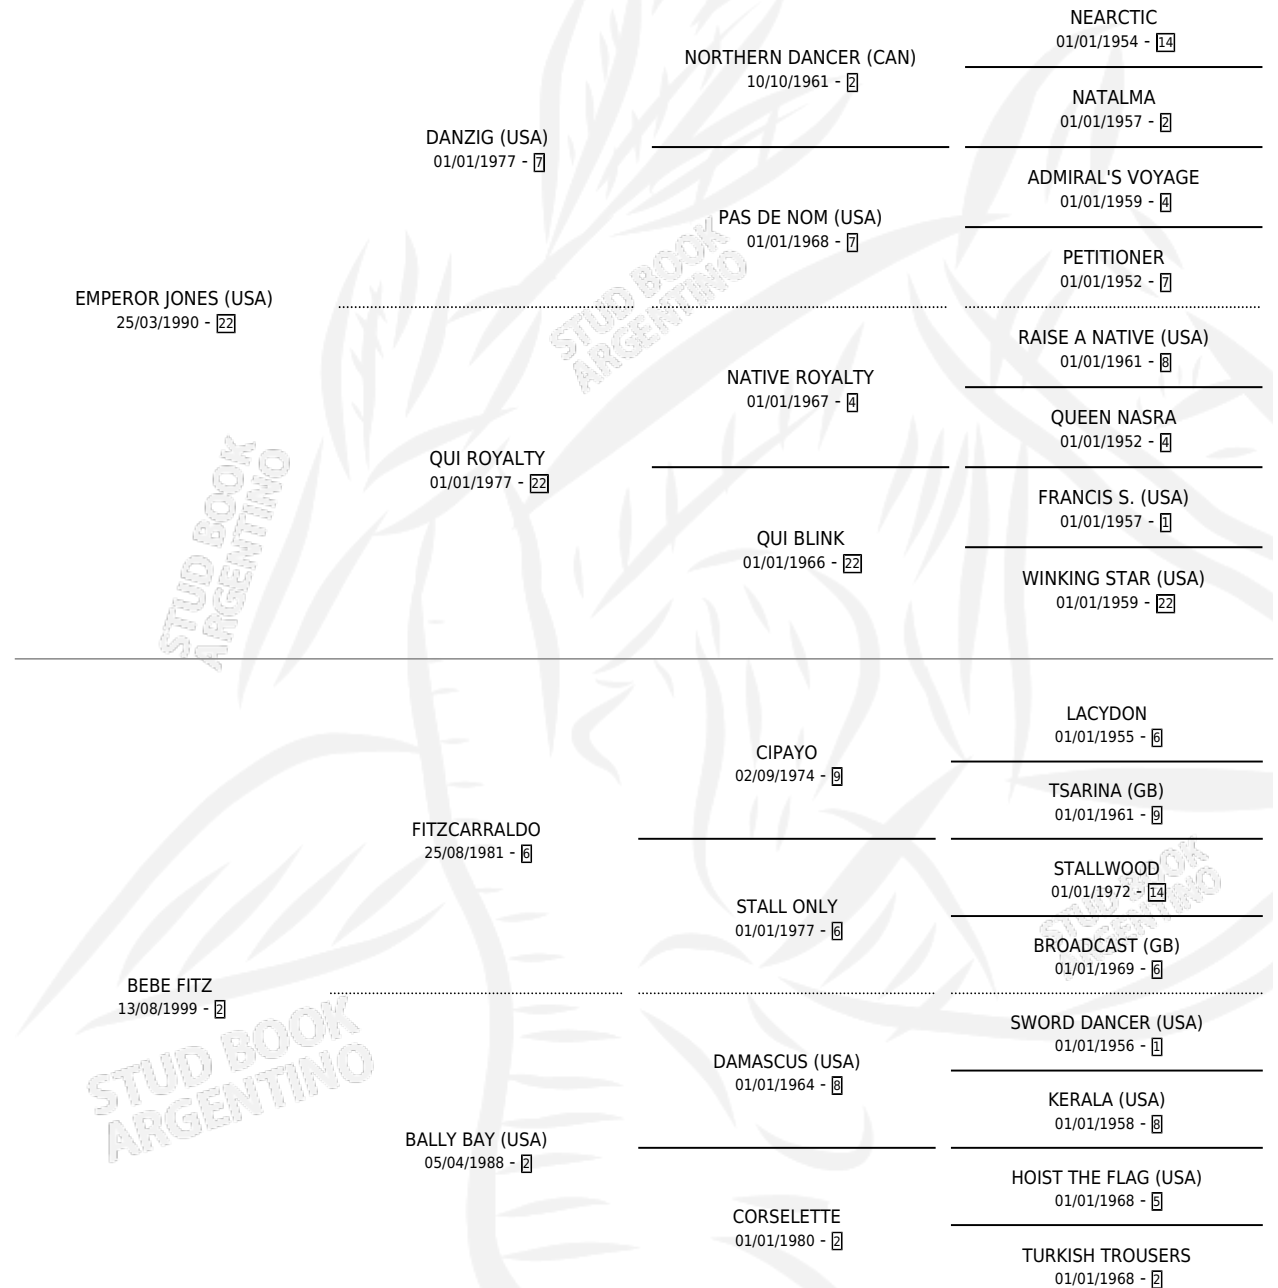 NEARCTIC
01/01/1954 - 14
NORTHERN DANCER (CAN)
10/10/1961 - 2
NATALMA
01/01/1957 - 2
DANZIG (USA)
01/01/1977 - 7
ADMIRAL'S VOYAGE
01/01/1959 - 4
PAS DE NOM (USA)
01/01/1968 - 7
PETITIONER
01/01/1952 - 7
EMPEROR JONES (USA)
25/03/1990 - 22
STUD BOOK
ARGENTINO
RAISE A NATIVE (USA)
01/01/1961 - 8
NATIVE ROYALTY
01/01/1967 - 4
QUEEN NASRA
01/01/1952 - 4
QUI ROYALTY
01/01/1977 - 22
FRANCIS S. (USA)
01/01/1957 - 1
QUI BLINK
01/01/1966 - 22
WINKING STAR (USA)
01/01/1959 - 22
STUD BOOK
ARGENTINO
LACYDON
01/01/1955 - 6
CIPAYO
02/09/1974 - 9
TSARINA (GB)
01/01/1961 - 9
FITZCARRALDO
25/08/1981 - 6
STALLWOOD
01/01/1972 - 14
STALL ONLY
01/01/1977 - 6
STUD BOOK
ARGENTINO
BROADCAST (GB)
01/01/1969 - 6
BEBE FITZ
13/08/1999 - 2
SWORD DANCER (USA)
01/01/1956 - 1
DAMASCUS (USA)
01/01/1964 - 8
KERALA (USA)
01/01/1958 - 8
STUD BOOK
ARGENTINO
BALLY BAY (USA)
05/04/1988 - 2
HOIST THE FLAG (USA)
01/01/1968 - 5
CORSELETTE
01/01/1980 - 2
TURKISH TROUSERS
01/01/1968 - 2